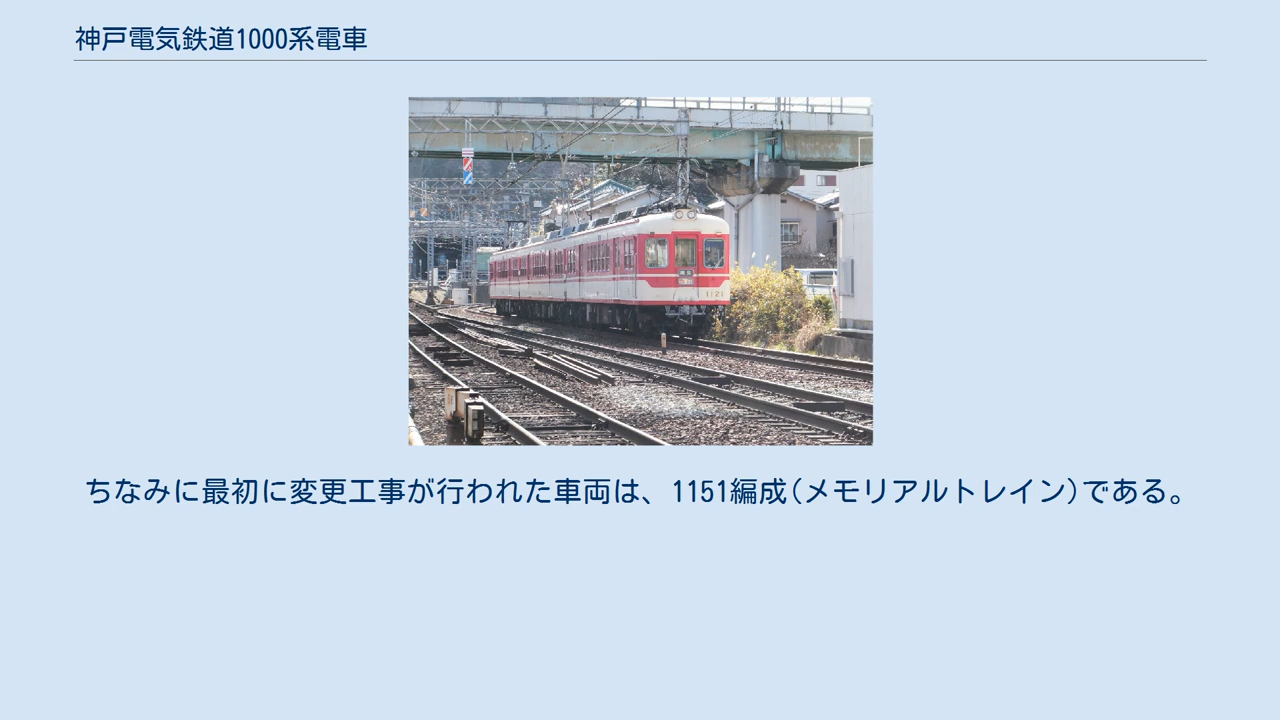 神戸電気鉄道1000系電車
1121
ちなみに最初に変更工事が行われた車両は、1151編成(メモリアルトレイン)である。